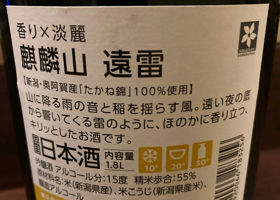 香り×淡麗
麒麟山 遠雷
【新潟・奥阿賀産「たかね錦」100%使用】
山に降る雨の音と稲を揺らす風。遠い夜の底
から響いてくる雷のように、ほのかに香り立つ、
キリッとしたお酒です。
日本酒 内容量 1.8L
10° 20° 50°
吟醸酒 アルコール分:15度 精米歩合:55%
原材料名:米(新潟県産)、米こうじ(新潟県産米)、
アルコール